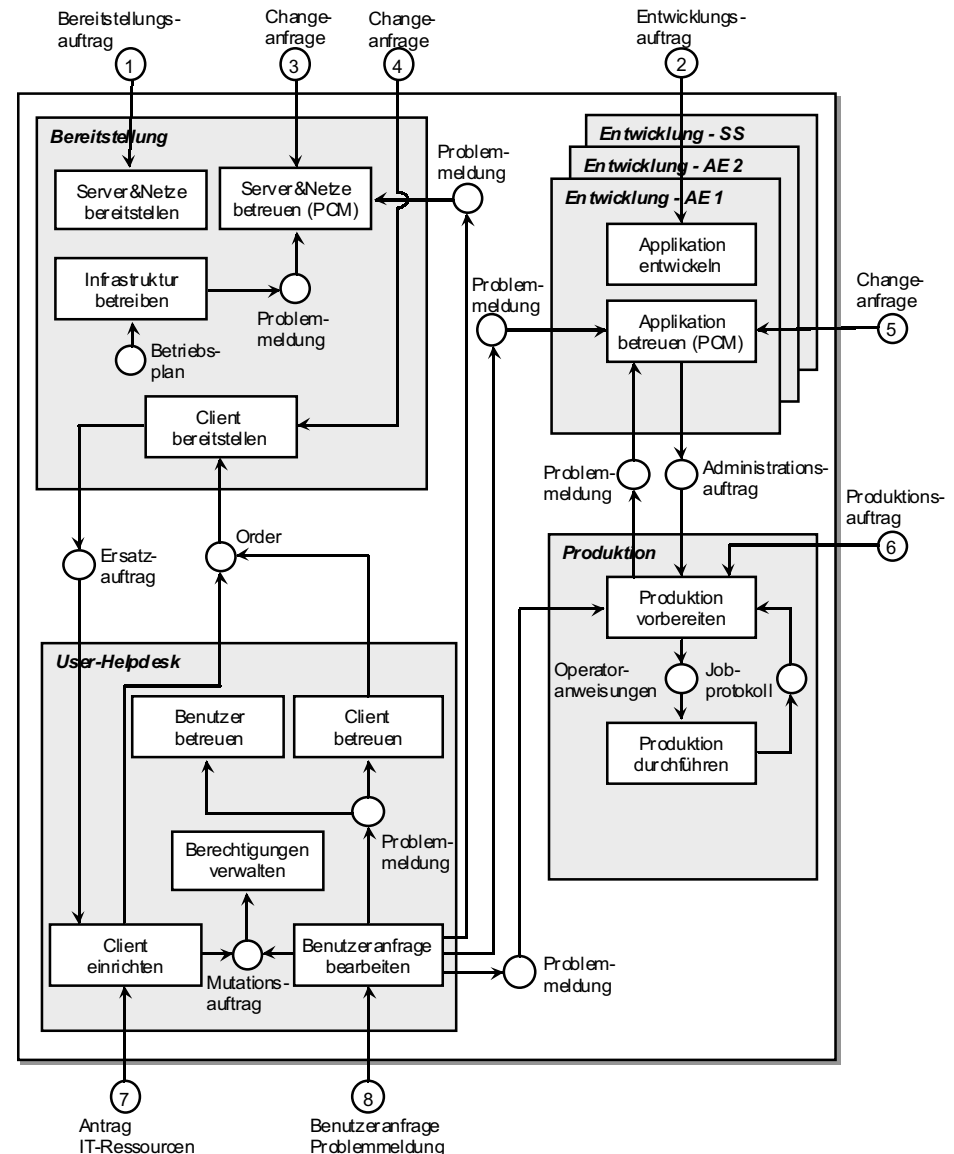 Bereitstellungs-
auftrag
1
Change-
anfrage
3
Change-
anfrage
4
Entwicklungs-
auftrag
2
Bereitstellung
Server&Netze
bereitstellen
Server&Netze
betreuen (PCM)
Problem-
meldung
Infrastruktur
betreiben
Problem-
meldung
Betriebs-
plan
Client
bereitstellen
Entwicklung - SS
Entwicklung - AE 2
Entwicklung - AE 1
Applikation
entwickeln
Problem-
meldung
Applikation
betreuen (PCM)
Change-
anfrage
5
Problem-
meldung
Administrations-
auftrag
Produktions-
auftrag
6
Ersatz-
auftrag
Order
Produktion
Produktion
vorbereiten
Operator-
anweisungen
Job-
protokoll
Produktion
durchführen
User-Helpdesk
Benutzer
betreuen
Client
betreuen
Problem-
meldung
Berechtigungen
verwalten
Client
einrichten
Mutations-
auftrag
Benutzeranfrage
bearbeiten
Problem-
meldung
7
Antrag
IT-Ressourcen
8
Benutzeranfrage
Problemmeldung